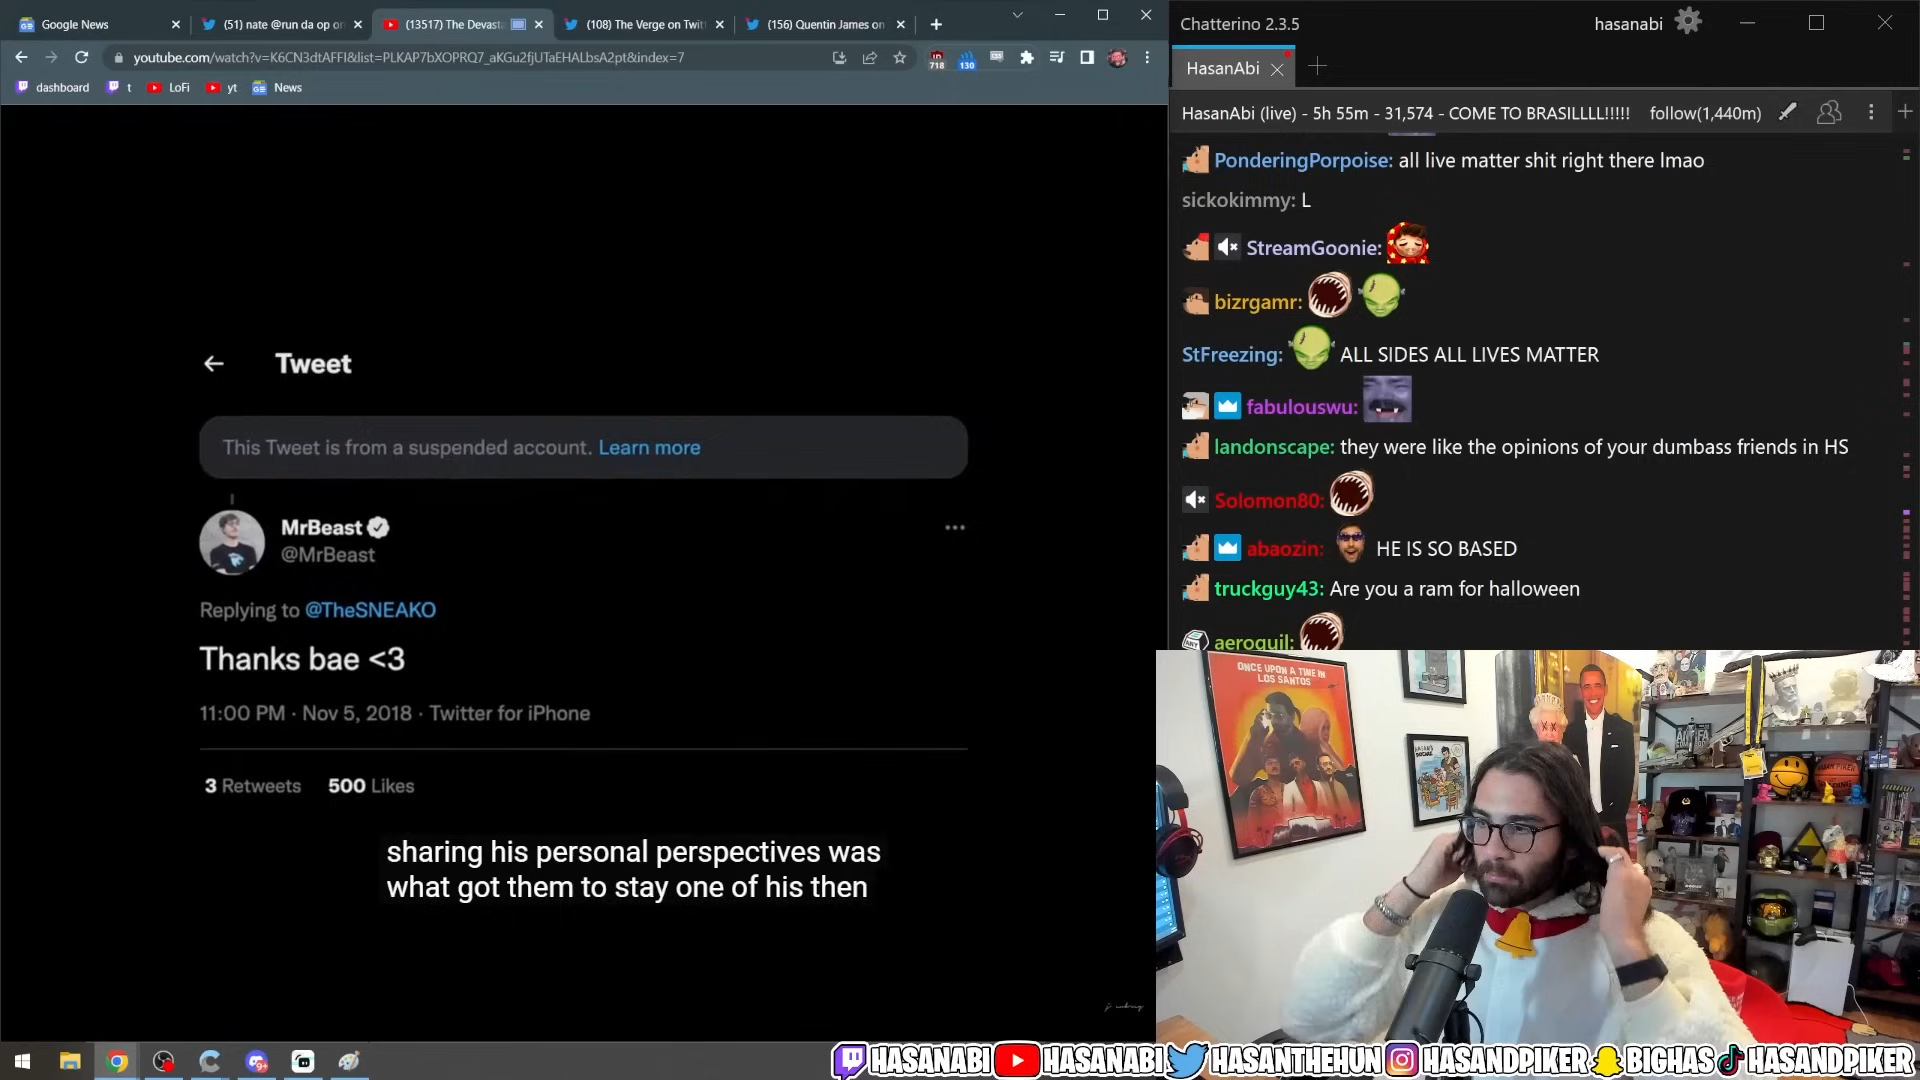 Google News
(51) nate @run da op on
(13517) The Devasta
(108) The Verge on Twit
(156) Quentin James on
youtube.com/watch?v=K6CN3dtAFFI&list=PLKAP7bXOPRQ7_aKGu2fjUTaEHALbsA2pt&index=7
718
130
dashboard
t
LoFi
yt
News
Tweet
This Tweet is from a suspended account. Learn more
MrBeast
@MrBeast
Replying to @TheSNEAKO
Thanks bae <3
11:00 PM · Nov 5, 2018 · Twitter for iPhone
3 Retweets 500 Likes
sharing his personal perspectives was
what got them to stay one of his then
Chatterino 2.3.5
hasanabi
HasanAbi
HasanAbi (live) - 5h 55m - 31,574 - COME TO BRASILLLL!!!!! follow(1,440m)
PonderingPorpoise: all live matter shit right there lmao
sickokimmy: L
StreamGoonie:
bizrgamr:
StFreezing: ALL SIDES ALL LIVES MATTER
fabulouswu:
landonscape: they were like the opinions of your dumbass friends in HS
Solomon80:
abaozin: HE IS SO BASED
truckguy43: Are you a ram for halloween
aeroquil:
ONCE UPON A TIME IN
LOS SANTOS
HASANABI HASANABI HASANTHEHUN HASANDPIKER BIGHAS HASANDPIKER